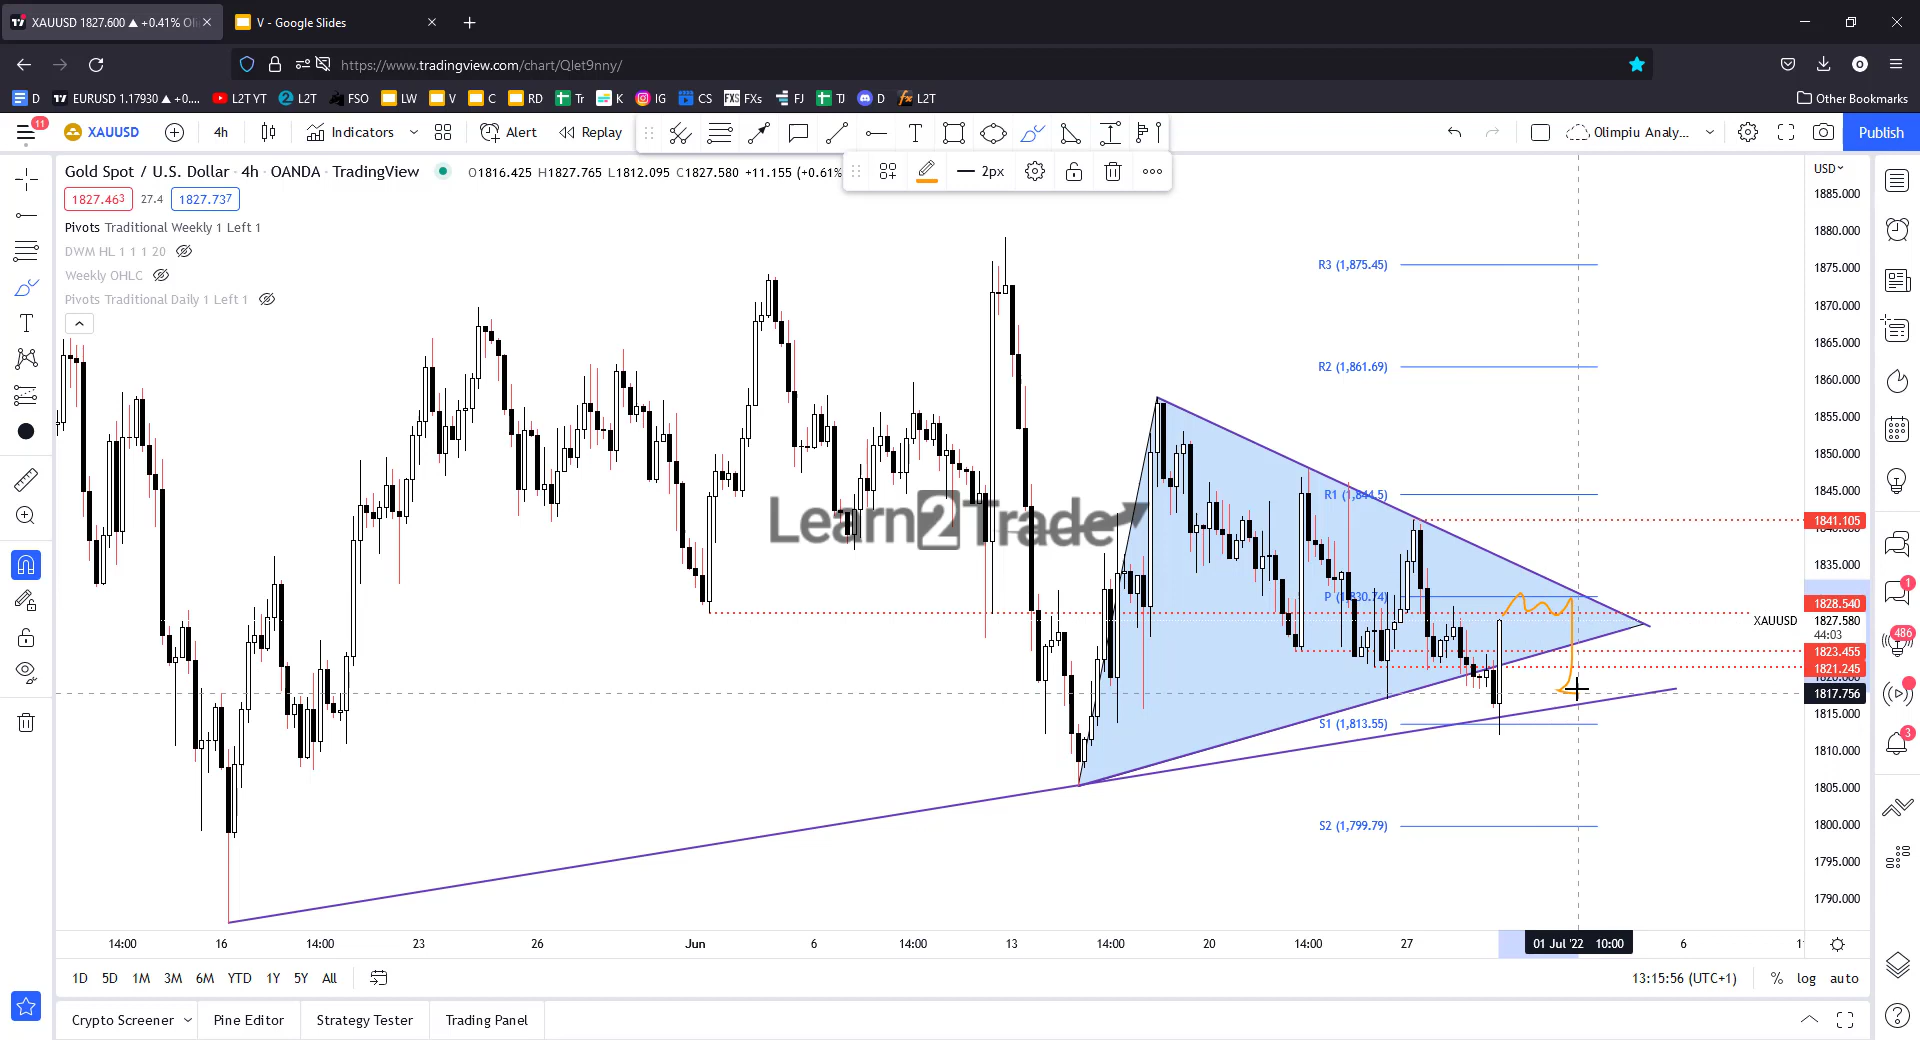 XAUUSD 1827.600 ▲ +0.41% Oli
V - Google Slides
https://www.tradingview.com/chart/Qlet9nny/
D
EURUSD 1.17930 ▲ +0....
L2T YT
L2T
FSO
LW
V
C
RD
Tr
K
IG
CS
FXS FXs
FJ
TJ
D
L2T
Other Bookmarks
11
XAUUSD
4h
Indicators
Alert
Replay
Olimpiu Analy...
Publish
2px
Gold Spot / U.S. Dollar · 4h · OANDA · TradingView
O1816.425 H1827.765 L1812.095 C1827.580 +11.155 (+0.61%
1827.463
27.4
1827.737
Pivots Traditional Weekly 1 Left 1
DWM HL 1 1 1 20
Weekly OHLC
Pivots Traditional Daily 1 Left 1
Learn2Trade
R3 (1,875.45)
R2 (1,861.69)
R1 (1,844.5)
P (1,830.74)
S1 (1,813.55)
S2 (1,799.79)
XAUUSD
USD
1885.000
1880.000
1875.000
1870.000
1865.000
1860.000
1855.000
1850.000
1845.000
1841.105
1840.000
1835.000
1828.540
1827.580
44:03
1823.455
1821.245
1820.000
1817.756
1815.000
1810.000
1805.000
1800.000
1795.000
1790.000
14:00
16
14:00
23
26
Jun
6
14:00
13
14:00
20
14:00
27
01 Jul '22 10:00
6
1D
5D
1M
3M
6M
YTD
1Y
5Y
All
13:15:56 (UTC+1)
%
log
auto
Crypto Screener
Pine Editor
Strategy Tester
Trading Panel
1
486
3